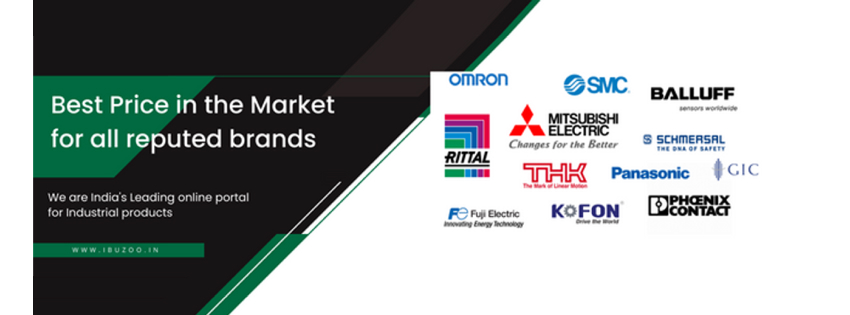 Best Price in the Market
for all reputed brands
We are India's Leading online portal
for Industrial products
WWW.IBUZOO.IN
OMRON
SMC
BALLUFF
sensors worldwide
RITTAL
MITSUBISHI
ELECTRIC
Changes for the Better
SCHMERSAL
THE DNA OF SAFETY
THK
The Mark of Linear Motion
Panasonic
GIC
Fe Fuji Electric
Innovating Energy Technology
KOFON
Drive the World
PHŒNIX
CONTACT